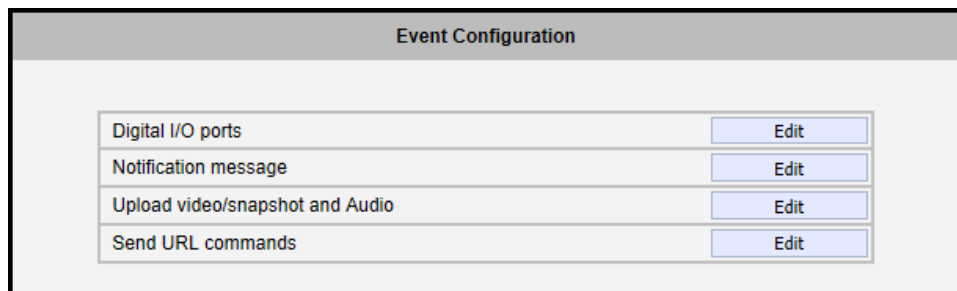 Event Configuration
Digital I/O ports Edit
Notification message Edit
Upload video/snapshot and Audio Edit
Send URL commands Edit